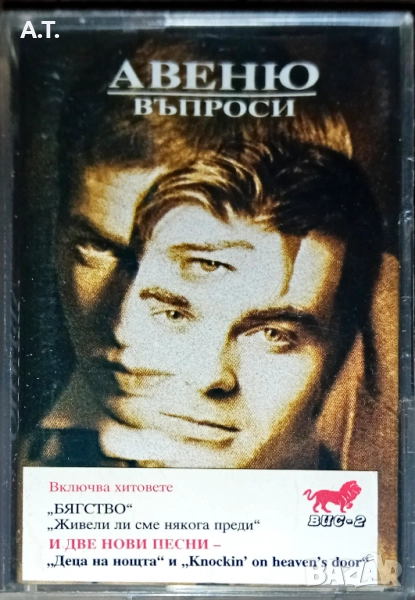 A.T.
АВЕНЮ
ВЪПРОСИ
Включва хитовете
„БЯГСТВО“
„Живели ли сме някога преди“
И ДВЕ НОВИ ПЕСНИ –
„Деца на нощта“ и „Knockin' on heaven's door“
ВИС-2
BAZAR